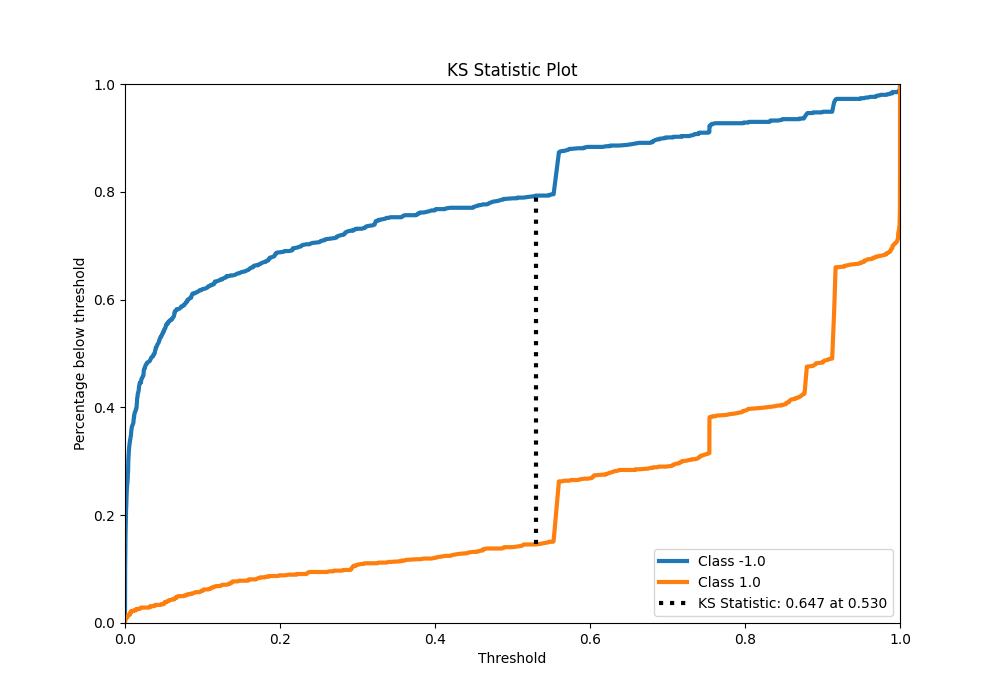 KS Statistic Plot
1.0
0.8
0.6
0.4
0.2
0.0
Percentage below threshold
0.0 0.2 0.4 0.6 0.8 1.0
Threshold
Class -1.0
Class 1.0
KS Statistic: 0.647 at 0.530